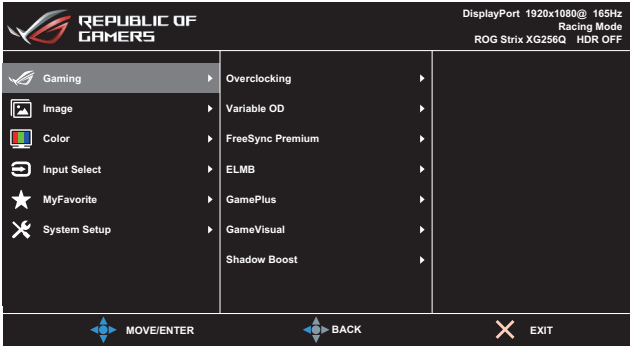 REPUBLIC OF
GAMERS
DisplayPort 1920x1080@ 165Hz
Racing Mode
ROG Strix XG256Q HDR OFF
Gaming
Image
Color
Input Select
MyFavorite
System Setup
Overclocking
Variable OD
FreeSync Premium
ELMB
GamePlus
GameVisual
Shadow Boost
MOVE/ENTER
BACK
EXIT